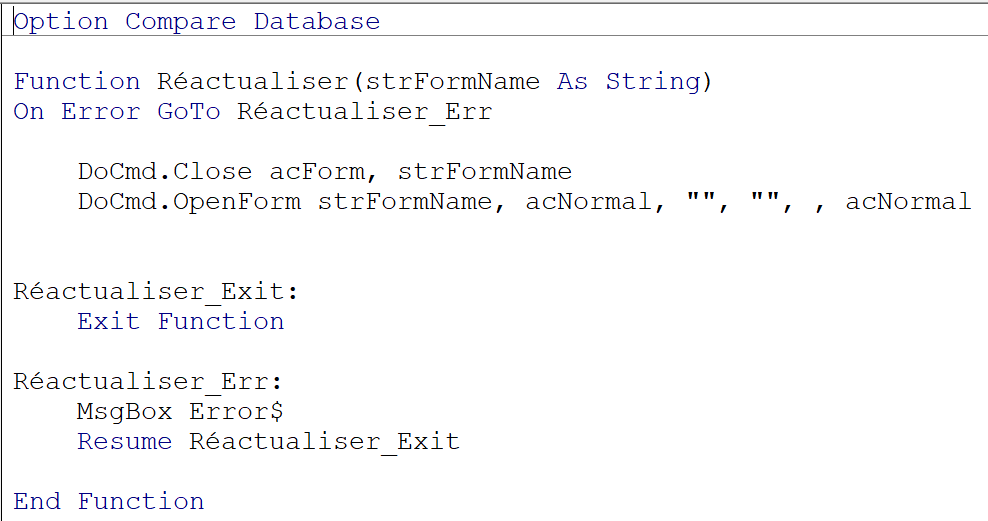 Option Compare Database
Function Réactualiser(strFormName As String)
On Error GoTo Réactualiser_Err
DoCmd.Close acForm, strFormName
DoCmd.OpenForm strFormName, acNormal, "", "", , acNormal
Réactualiser_Exit:
Exit Function
Réactualiser_Err:
MsgBox Error$
Resume Réactualiser_Exit
End Function